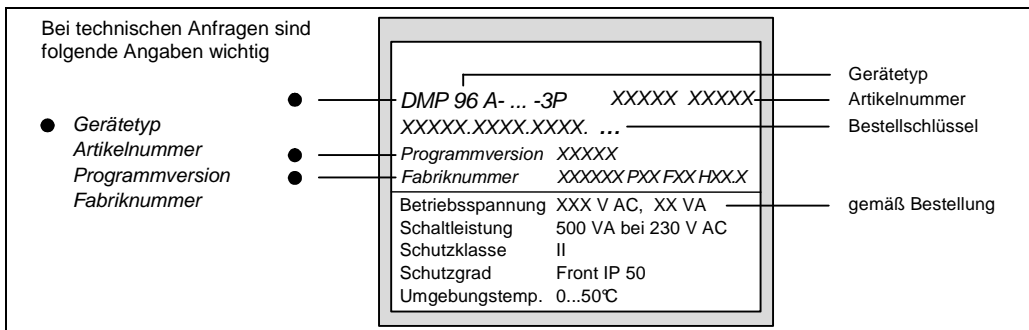 Bei technischen Anfragen sind
folgende Angaben wichtig
● Gerätetyp
Artikelnummer
Programmversion
Fabriknummer
DMP 96 A- ... -3P XXXXX XXXXX
XXXXX.XXXX.XXXX. ...
Programmversion XXXXX
Fabriknummer XXXXXX PXX FXX HXX.X
Betriebsspannung XXX V AC, XX VA
Schaltleistung 500 VA bei 230 V AC
Schutzklasse II
Schutzgrad Front IP 50
Umgebungstemp. 0...50°C
Gerätetyp
Artikelnummer
Bestellschlüssel
gemäß Bestellung